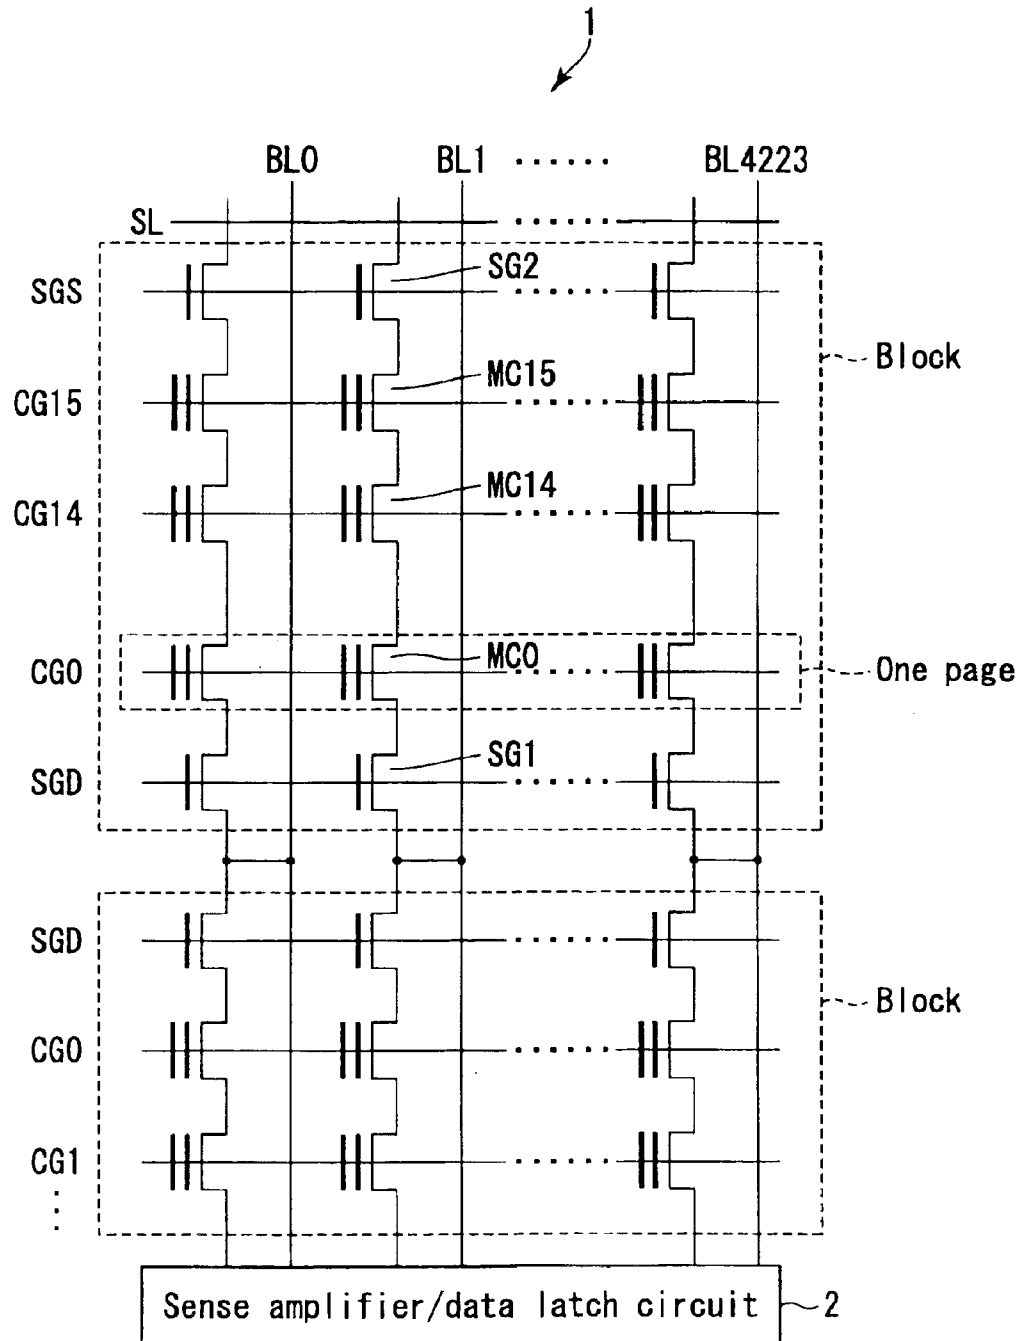 1
BL0 BL1 ······ BL4223
SL ······
SGS SG2 ······
Block
CG15 MC15 ······
CG14 MC14 ······
CG0 MC0 ······ One page
SGD SG1 ······
SGD ······
Block
CG0 ······
CG1 ······
⋮
Sense amplifier/data latch circuit 2